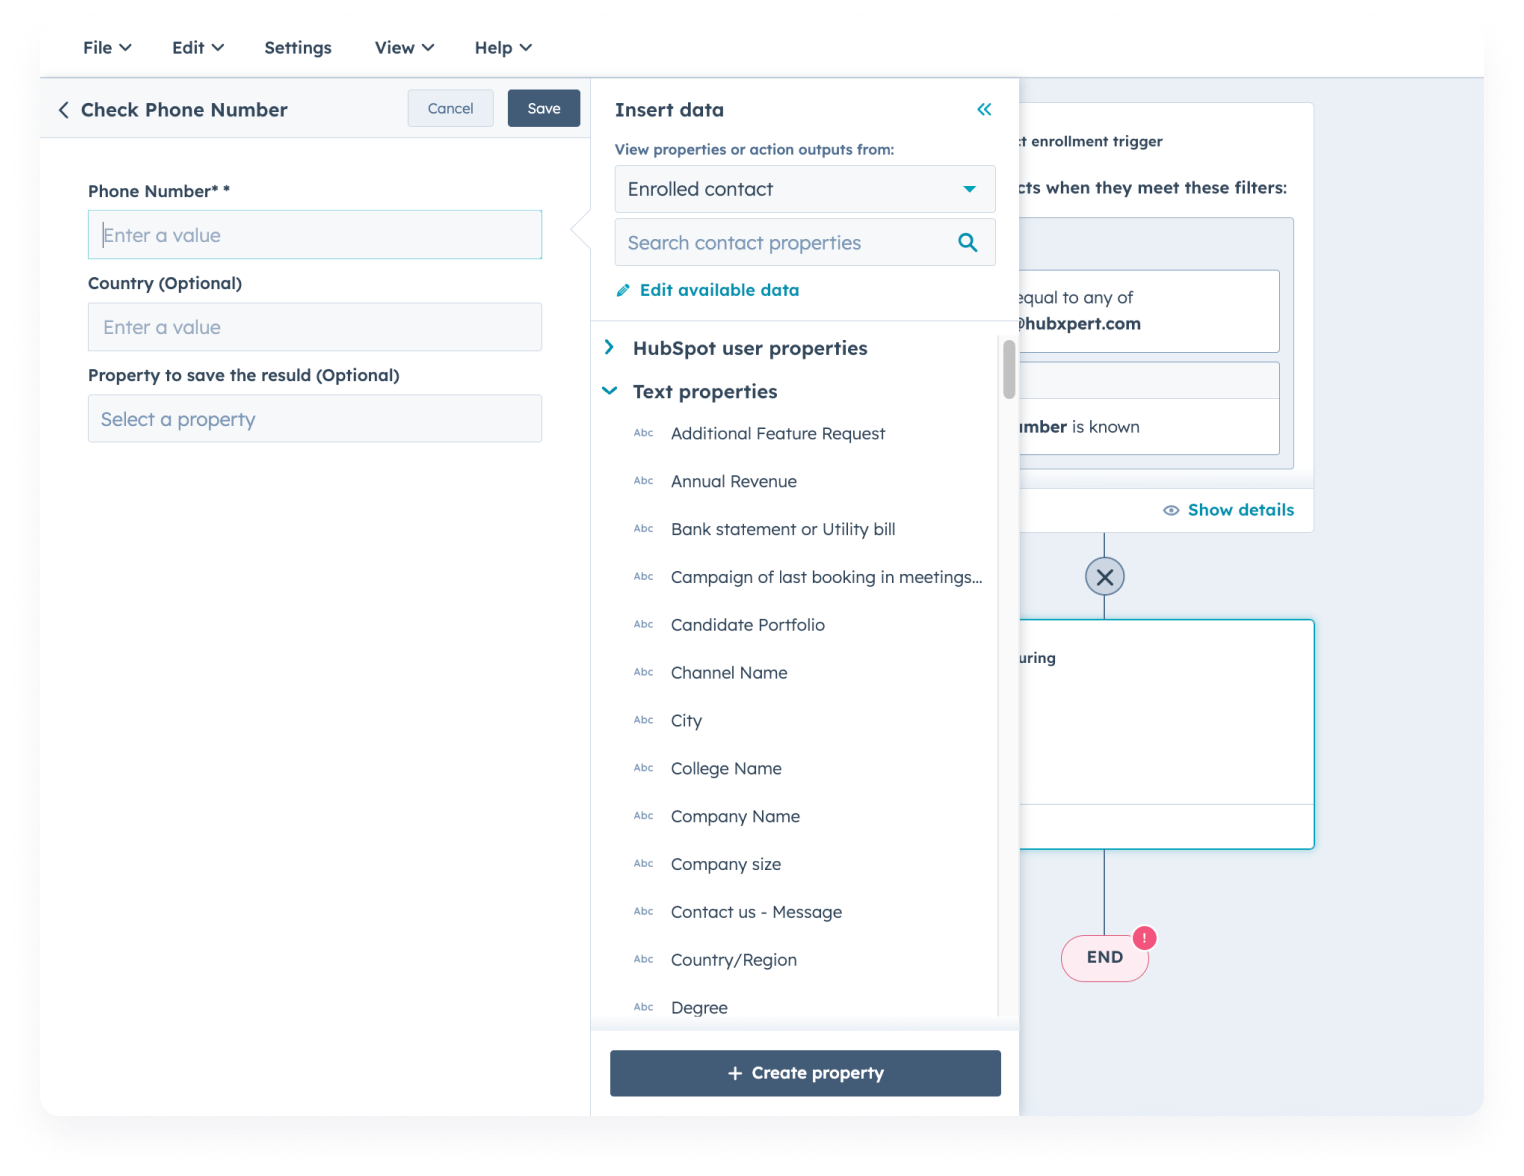 File
Edit
Settings
View
Help
Check Phone Number
Cancel
Save
Phone Number* *
Enter a value
Country (Optional)
Enter a value
Property to save the resuld (Optional)
Select a property
Insert data
View properties or action outputs from:
Enrolled contact
Search contact properties
Edit available data
HubSpot user properties
Text properties
Abc Additional Feature Request
Abc Annual Revenue
Abc Bank statement or Utility bill
Abc Campaign of last booking in meetings...
Abc Candidate Portfolio
Abc Channel Name
Abc City
Abc College Name
Abc Company Name
Abc Company size
Abc Contact us - Message
Abc Country/Region
Abc Degree
+ Create property
ct enrollment trigger
cts when they meet these filters:
equal to any of
@hubxpert.com
umber is known
Show details
uring
END
!